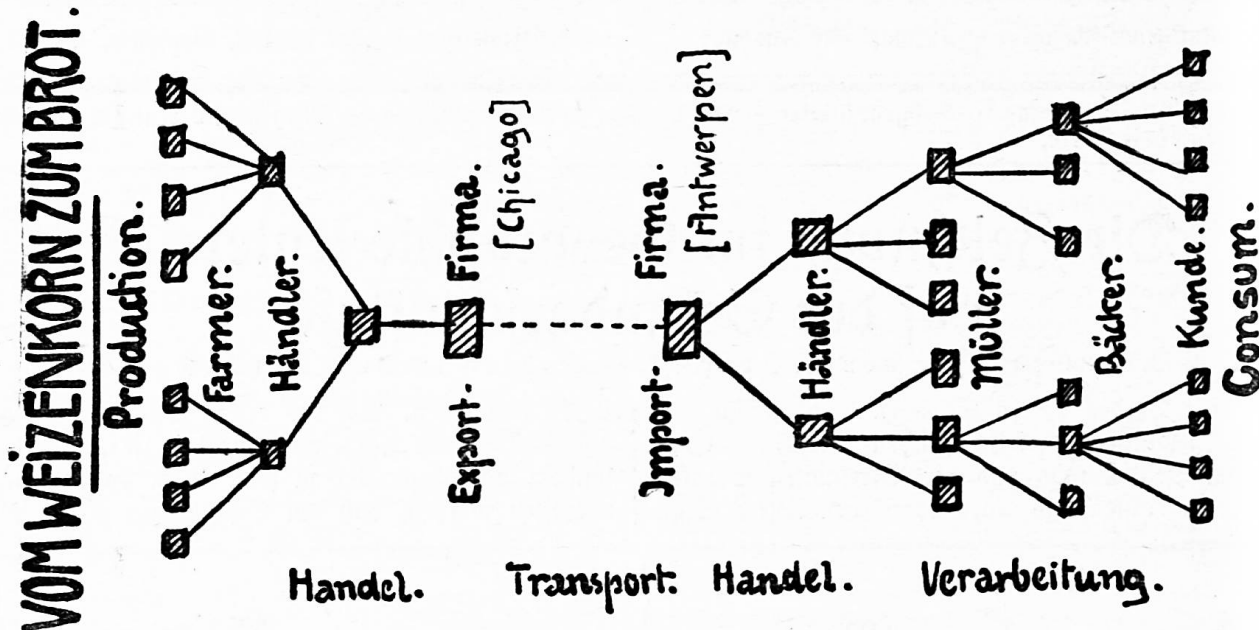 VOM WEIZENKORN ZUM BROT.
Production.
Farmer.
Händler.
Handel.
Export- Firma.
[Chicago]
Transport.
Import- Firma.
[Antwerpen]
Handel.
Händler.
Müller.
Verarbeitung.
Bäcker.
Kunde.
Consum.